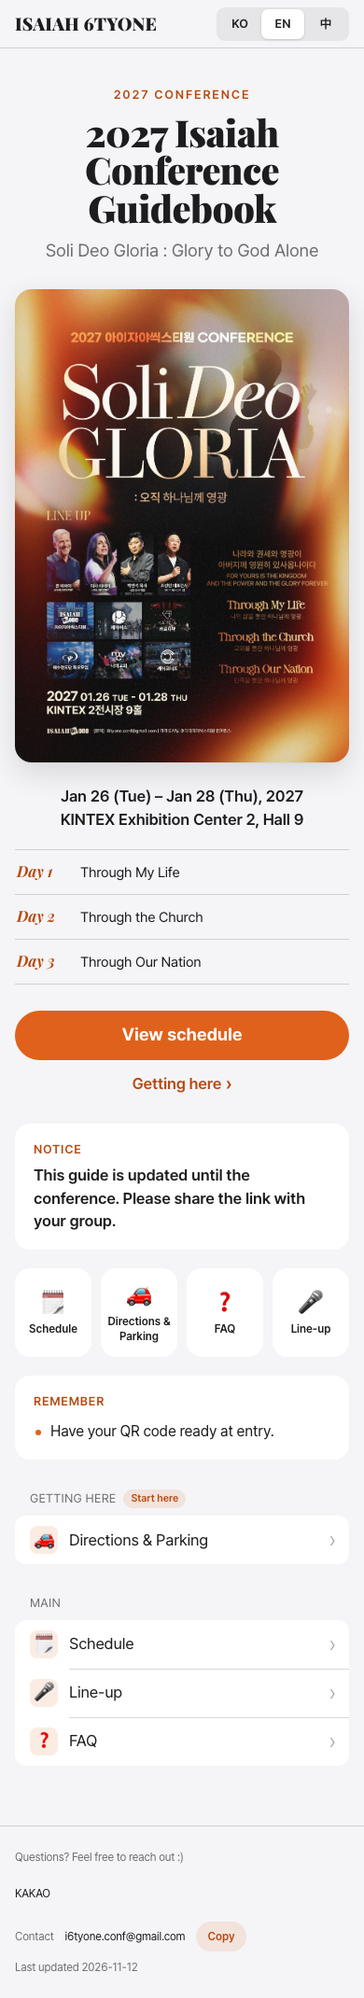 ISAIAH 6TYONE
KO EN 中
2027 CONFERENCE
2027 Isaiah
Conference
Guidebook
Soli Deo Gloria : Glory to God Alone
2027 아이자야씩스티원 CONFERENCE
Soli Deo
GLORIA
: 오직 하나님께 영광
LINE UP
나라와 권세와 영광이
아버지께 영원히 있사옵나이다
FOR YOURS IS THE KINGDOM
AND THE POWER AND THE GLORY FOREVER
Through My Life
Through the Church
Through Our Nation
2027 01.26 TUE - 01.28 THU
KINTEX 2전시장 9홀
Jan 26 (Tue) – Jan 28 (Thu), 2027
KINTEX Exhibition Center 2, Hall 9
Day 1 Through My Life
Day 2 Through the Church
Day 3 Through Our Nation
View schedule
Getting here ›
NOTICE
This guide is updated until the
conference. Please share the link with
your group.
Schedule
Directions &
Parking
FAQ
Line-up
REMEMBER
Have your QR code ready at entry.
GETTING HERE Start here
Directions & Parking
MAIN
Schedule
Line-up
FAQ
Questions? Feel free to reach out :)
KAKAO
Contact i6tyone.conf@gmail.com Copy
Last updated 2026-11-12